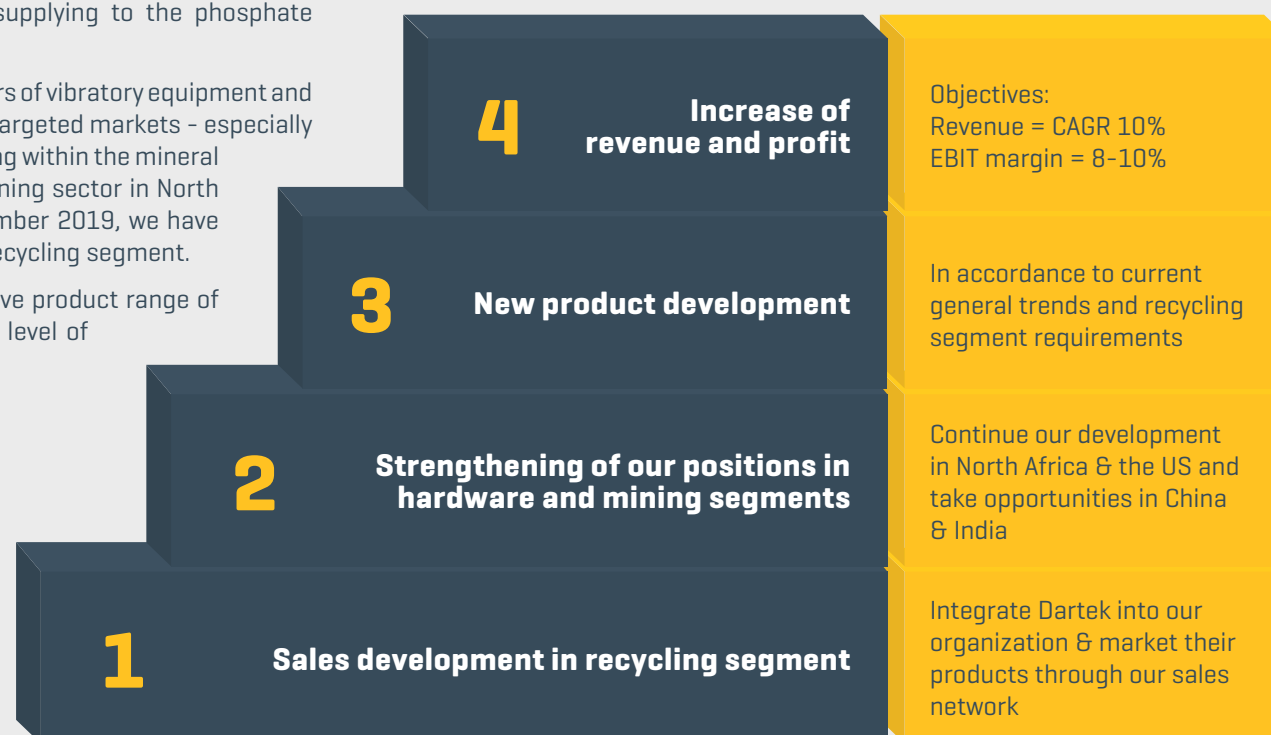 supplying to the phosphate
rs of vibratory equipment and
argeted markets - especially
ng within the mineral
ning sector in North
mber 2019, we have
ecycling segment.
ve product range of
level of
4
Increase of
revenue and profit
Objectives:
Revenue = CAGR 10%
EBIT margin = 8-10%
3
New product development
In accordance to current
general trends and recycling
segment requirements
2
Strengthening of our positions in
hardware and mining segments
Continue our development
in North Africa & the US and
take opportunities in China
& India
1
Sales development in recycling segment
Integrate Dartek into our
organization & market their
products through our sales
network